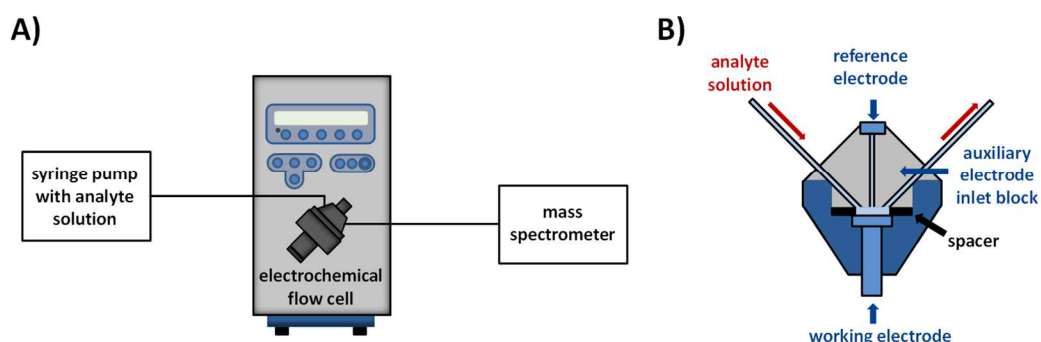 A)
syringe pump
with analyte
solution
electrochemical
flow cell
mass
spectrometer
B)
analyte
solution
reference
electrode
auxiliary
electrode
inlet block
spacer
working electrode